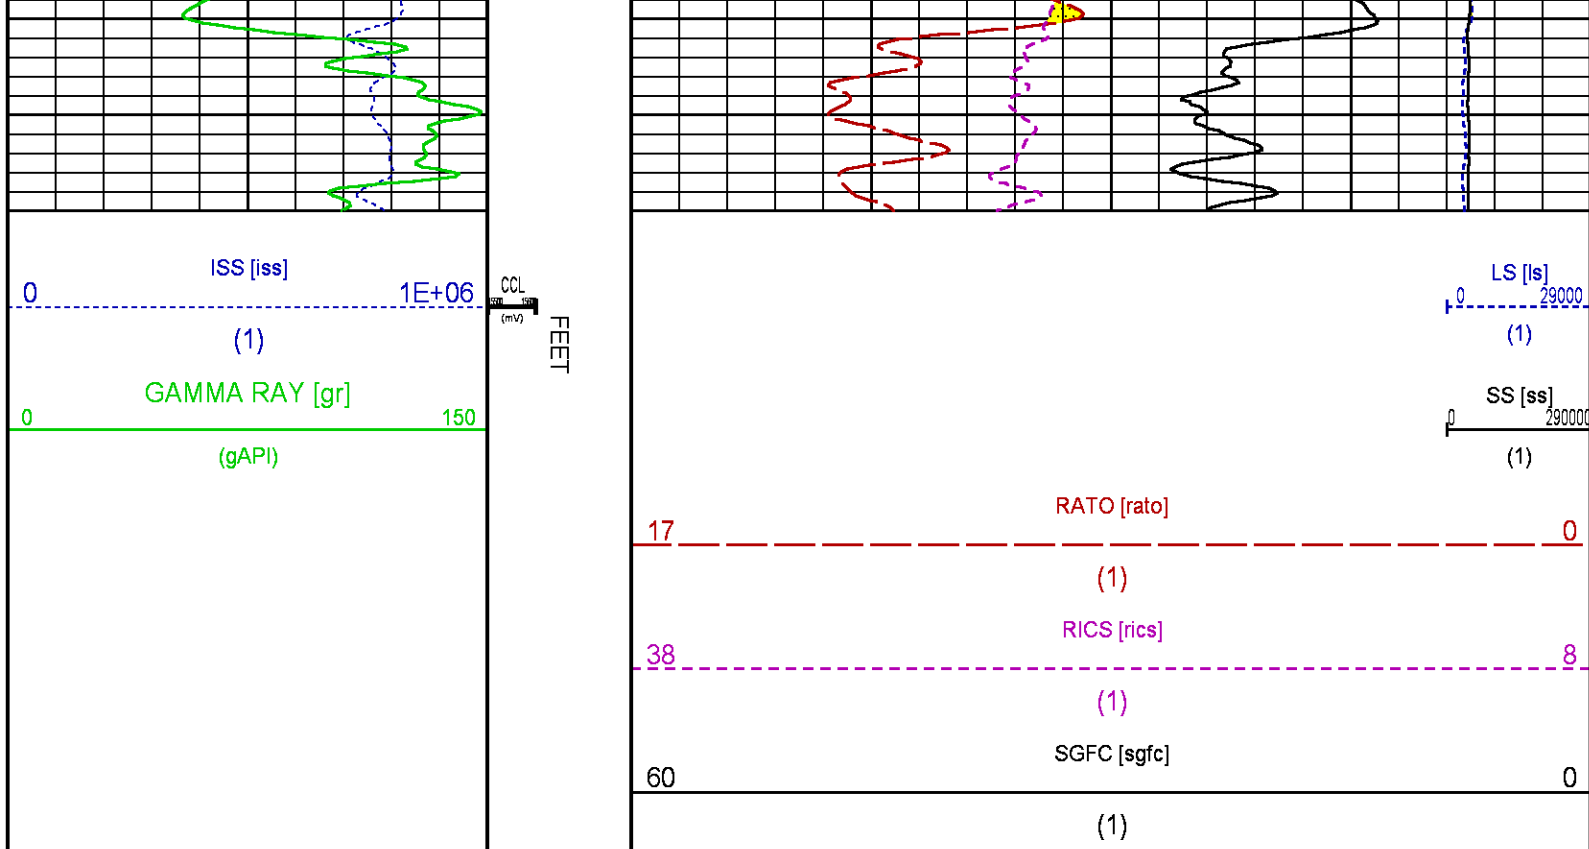 ISS [iss]
0 1E+06
(1)
GAMMA RAY [gr]
0 150
(gAPI)
CCL
(mV)
FEET
LS [ls]
0 29000
(1)
SS [ss]
0 290000
(1)
RATO [rato]
17 0
(1)
RICS [rics]
38 8
(1)
SGFC [sgfc]
60 0
(1)